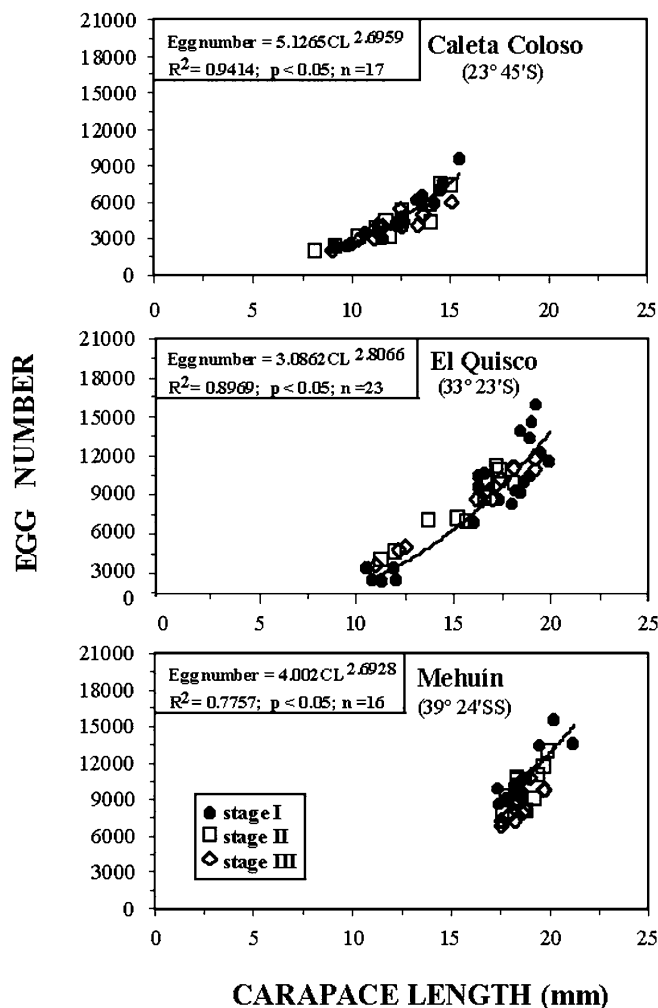 EGG NUMBER
21000
18000
15000
12000
9000
6000
3000
0
Egg number = 5.1265CL 2.6959
R2 = 0.9414; p < 0.05; n =17
Caleta Coloso
(23° 45'S)
0 5 10 15 20 25
21000
18000
15000
12000
9000
6000
3000
0
Egg number = 3.0862CL 2.8066
R2 = 0.8969; p < 0.05; n =23
El Quisco
(33° 23'S)
0 5 10 15 20 25
21000
18000
15000
12000
9000
6000
3000
0
Egg number = 4.002CL 2.6928
R2 = 0.7757; p < 0.05; n =16
Mehuín
(39° 24'SS)
stage I
stage II
stage III
0 5 10 15 20 25
CARAPACE LENGTH (mm)